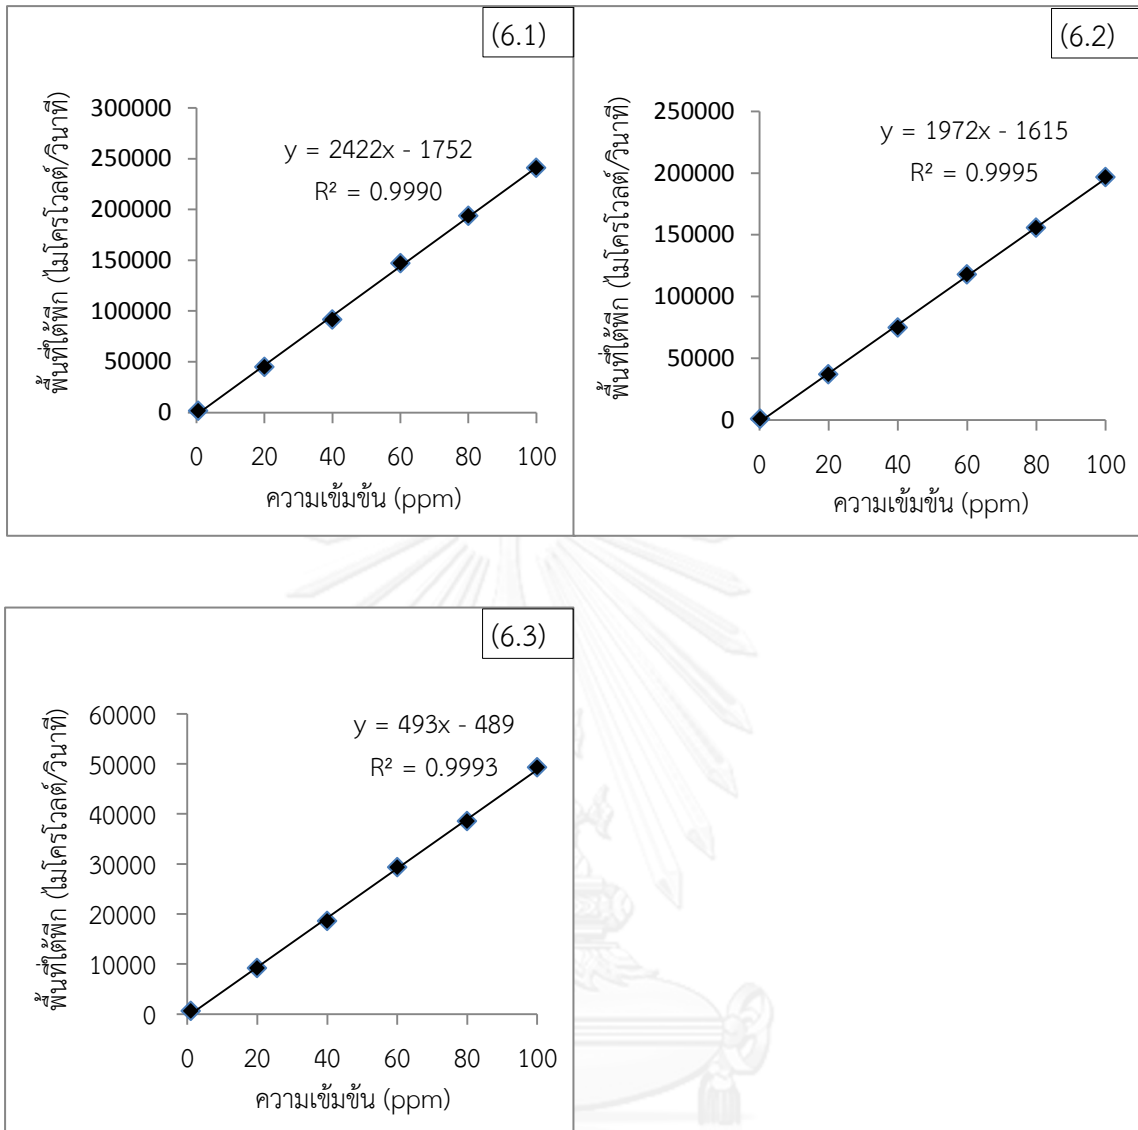 (6.1)
พื้นที่ใต้พีก (ไมโครโวลต์/วินาที)
300000
250000
200000
150000
100000
50000
0
y = 2422x - 1752
R² = 0.9990
0 20 40 60 80 100
ความเข้มข้น (ppm)
(6.2)
พื้นที่ใต้พีก (ไมโครโวลต์/วินาที)
250000
200000
150000
100000
50000
0
y = 1972x - 1615
R² = 0.9995
0 20 40 60 80 100
ความเข้มข้น (ppm)
(6.3)
พื้นที่ใต้พีก (ไมโครโวลต์/วินาที)
60000
50000
40000
30000
20000
10000
0
y = 493x - 489
R² = 0.9993
0 20 40 60 80 100
ความเข้มข้น (ppm)